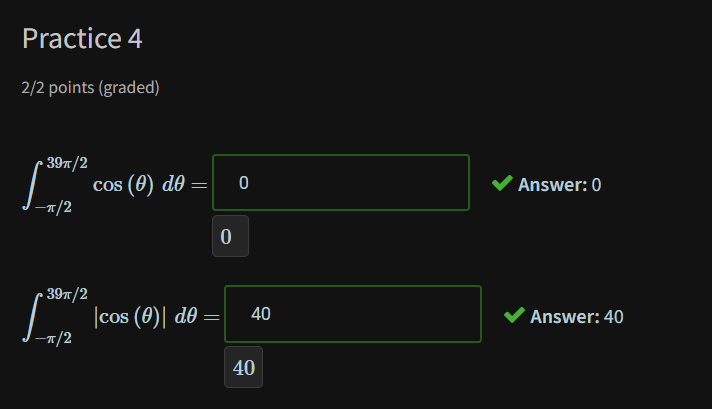 Practice 4
2/2 points (graded)
∫_{-π/2}^{39π/2} cos (θ) dθ = 0 ✔ Answer: 0
0
∫_{-π/2}^{39π/2} |cos (θ)| dθ = 40 ✔ Answer: 40
40